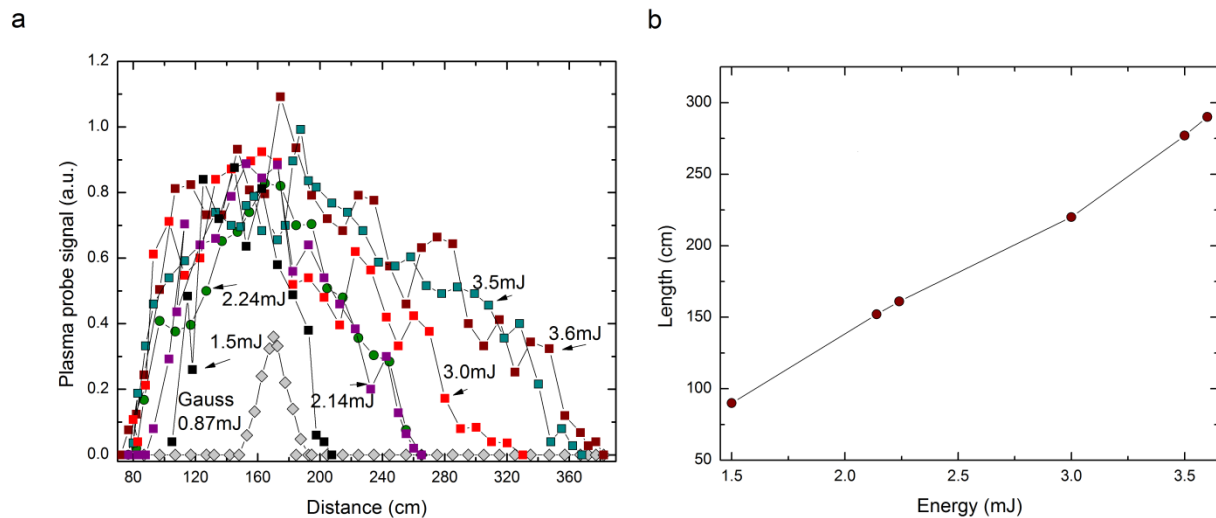 a
1.2
1.0
0.8
0.6
0.4
0.2
0.0
Plasma probe signal (a.u.)
80
120
160
200
240
280
320
360
Distance (cm)
2.24mJ
1.5mJ
Gauss
0.87mJ
2.14mJ
3.0mJ
3.5mJ
3.6mJ
b
300
250
200
150
100
50
Length (cm)
1.5
2.0
2.5
3.0
3.5
Energy (mJ)